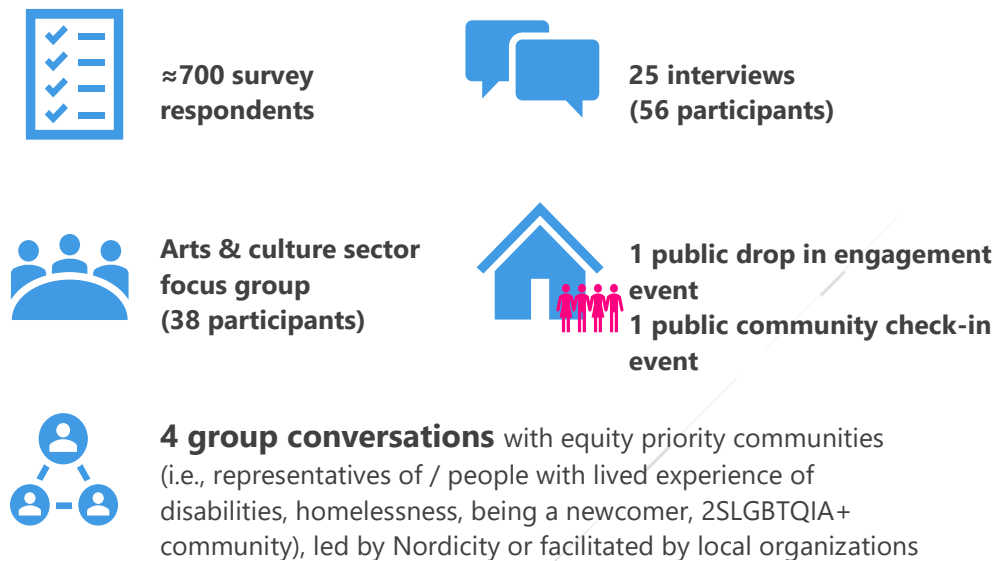 ≈700 survey
respondents
25 interviews
(56 participants)
Arts & culture sector
focus group
(38 participants)
1 public drop in engagement
event
1 public community check-in
event
4 group conversations with equity priority communities
(i.e., representatives of / people with lived experience of
disabilities, homelessness, being a newcomer, 2SLGBTQIA+
community), led by Nordicity or facilitated by local organizations